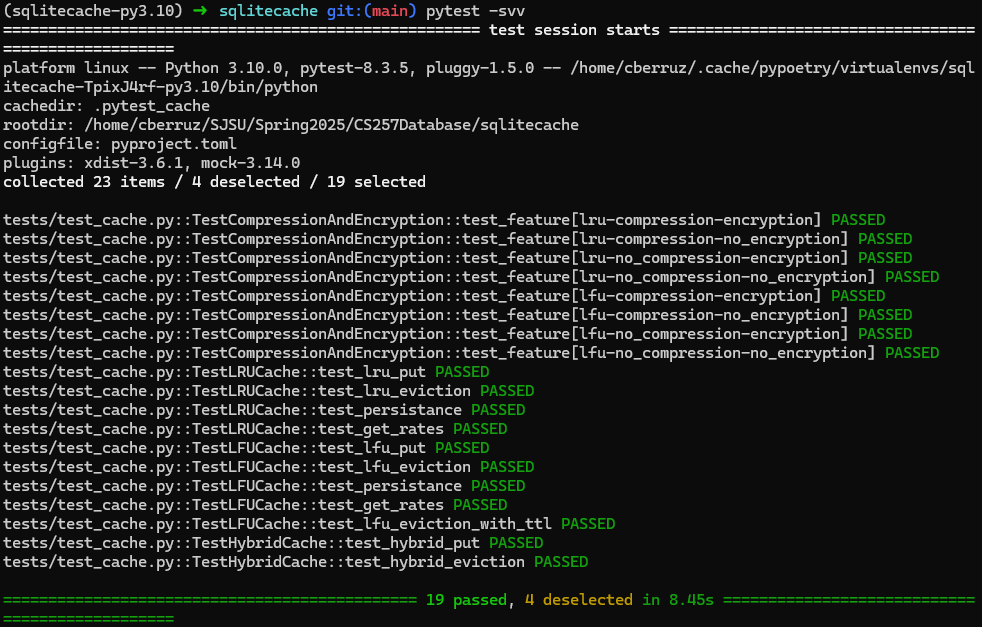 (sqlitecache-py3.10) ➜ sqlitecache git:(main) pytest -svv
===================================================== test session starts ==================================
===================
platform linux -- Python 3.10.0, pytest-8.3.5, pluggy-1.5.0 -- /home/cberruz/.cache/pypoetry/virtualenvs/sql
itecache-TpixJ4rf-py3.10/bin/python
cachedir: .pytest_cache
rootdir: /home/cberruz/SJSU/Spring2025/CS257Database/sqlitecache
configfile: pyproject.toml
plugins: xdist-3.6.1, mock-3.14.0
collected 23 items / 4 deselected / 19 selected
tests/test_cache.py::TestCompressionAndEncryption::test_feature[lru-compression-encryption] PASSED
tests/test_cache.py::TestCompressionAndEncryption::test_feature[lru-compression-no_encryption] PASSED
tests/test_cache.py::TestCompressionAndEncryption::test_feature[lru-no_compression-encryption] PASSED
tests/test_cache.py::TestCompressionAndEncryption::test_feature[lru-no_compression-no_encryption] PASSED
tests/test_cache.py::TestCompressionAndEncryption::test_feature[lfu-compression-encryption] PASSED
tests/test_cache.py::TestCompressionAndEncryption::test_feature[lfu-compression-no_encryption] PASSED
tests/test_cache.py::TestCompressionAndEncryption::test_feature[lfu-no_compression-encryption] PASSED
tests/test_cache.py::TestCompressionAndEncryption::test_feature[lfu-no_compression-no_encryption] PASSED
tests/test_cache.py::TestLRUCache::test_lru_put PASSED
tests/test_cache.py::TestLRUCache::test_lru_eviction PASSED
tests/test_cache.py::TestLRUCache::test_persistance PASSED
tests/test_cache.py::TestLRUCache::test_get_rates PASSED
tests/test_cache.py::TestLFUCache::test_lfu_put PASSED
tests/test_cache.py::TestLFUCache::test_lfu_eviction PASSED
tests/test_cache.py::TestLFUCache::test_persistance PASSED
tests/test_cache.py::TestLFUCache::test_get_rates PASSED
tests/test_cache.py::TestLFUCache::test_lfu_eviction_with_ttl PASSED
tests/test_cache.py::TestHybridCache::test_hybrid_put PASSED
tests/test_cache.py::TestHybridCache::test_hybrid_eviction PASSED
============================================== 19 passed, 4 deselected in 8.45s ============================
===================